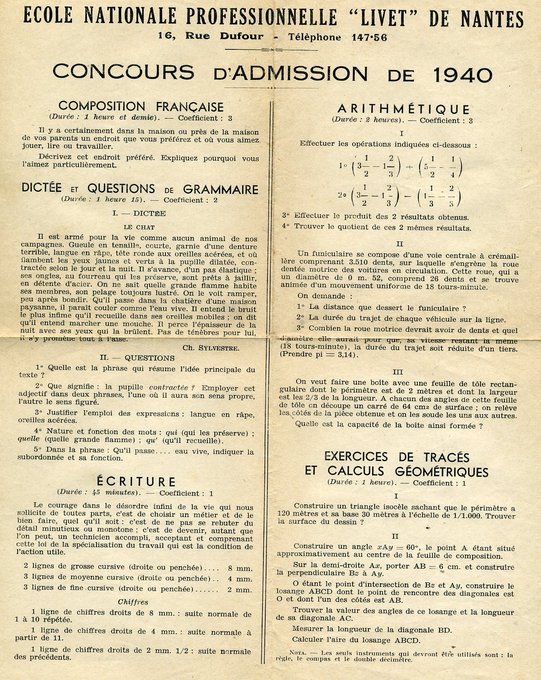 ECOLE NATIONALE PROFESSIONNELLE "LIVET" DE NANTES
16, Rue Dufour - Téléphone 147-56
CONCOURS D'ADMISSION DE 1940
COMPOSITION FRANÇAISE
(Durée : 1 heure et demie). — Coefficient : 3
Il y a certainement dans la maison ou près de la maison
de vos parents un endroit que vous préférez et où vous aimez
jouer, lire ou travailler.
Décrivez cet endroit préféré. Expliquez pourquoi vous
l'aimez particulièrement.
DICTÉE ET QUESTIONS DE GRAMMAIRE
(Durée : 1 heure 15). — Coefficient : 2
I. — DICTÉE
LE CHAT
Il est armé pour la vie comme aucun animal de nos
campagnes. Gueule en tenaille, courte, garnie d'une denture
terrible, langue en râpe, tête ronde aux oreilles acérées, et où
flambent les yeux jaunes et verts à la pupille dilatée, con-
tractée selon le jour et la nuit. Il s'avance, d'un pas élastique ;
ses ongles, au fourreau qui les préserve, sont prêts à jaillir,
en détente d'acier. On ne sait quelle grande flamme habite
ses membres, son pelage toujours lustré. On le voit ramper,
peu après bondir. Qu'il passe dans la chatière d'une maison
paysanne, il paraît couler comme l'eau vive. Il entend le bruit
le plus infime qu'il recueille dans ses oreilles mobiles ; on dit
qu'il entend marcher une mouche. Il perce l'épaisseur de la
nuit avec ses yeux qui la brûlent. Pas de ténèbres pour lui,
il s'y promène tout à l'aise.
Ch. SYLVESTRE.
II. — QUESTIONS
1° Quelle est la phrase qui résume l'idée principale du
texte ?
2° Que signifie : la pupille contractée ? Employer cet
adjectif dans deux phrases, l'une où il aura son sens propre,
l'autre le sens figuré.
3° Justifier l'emploi des expressions : langue en râpe,
oreilles acérées.
4° Nature et fonction des mots : qui (qui les préserve) ;
quelle (quelle grande flamme) ; qu' (qu'il recueille).
5° Dans la phrase : Qu'il passe.... eau vive, indiquer la
subordonnée et sa fonction.
ÉCRITURE
(Durée : 45 minutes). — Coefficient : 1
Le courage dans le désordre infini de la vie qui nous
sollicite de toutes parts, c'est de choisir un métier et de le
bien faire, quel qu'il soit : c'est de ne pas se rebuter du
détail minutieux ou monotone ; c'est de devenir, autant que
l'on peut, un technicien accompli, acceptant et comprenant
cette loi de la spécialisation du travail qui est la condition de
l'action utile.
2 lignes de grosse cursive (droite ou penchée).... 8 mm.
3 lignes de moyenne cursive (droite ou penchée).. 4 mm.
3 lignes de fine cursive (droite ou penchée)...... 2 mm.
Chiffres
1 ligne de chiffres droits de 8 mm. : suite normale de
1 à 10 répétée.
1 ligne de chiffres droits de 4 mm. : suite normale à
partir de 11.
1 ligne de chiffres droits de 2 mm. 1/2 : suite normale
des précédents.
ARITHMÉTIQUE
(Durée : 2 heures). — Coefficient : 3
I
Effectuer les opérations indiquées ci-dessous :
1° (3 1/2 - 1 2/3) + (5 1/2 - 1/4)
2° (3 1/2 - 2/3) - (1 1/3 - 3/5)
3° Effectuer le produit des 2 résultats obtenus.
4° Trouver le quotient de ces 2 mêmes résultats.
II
Un funiculaire se compose d'une voie centrale à crémail-
lère comprenant 3.510 dents, sur laquelle s'engrène la roue
dentée motrice des voitures en circulation. Cette roue, qui a
un diamètre de 0 m. 52, comprend 26 dents et se trouve
animée d'un mouvement uniforme de 18 tours-minute.
On demande :
1° La distance que dessert le funiculaire ?
2° La durée du trajet de chaque véhicule sur la ligne.
3° Combien la roue motrice devrait avoir de dents et quel
diamètre elle aurait pour que, sa vitesse restant la même
(18 tours-minute), la durée du trajet soit réduite d'un tiers.
(Prendre pi = 3,14).
III
On veut faire une boîte avec une feuille de tôle rectan-
gulaire dont le périmètre est de 2 mètres et dont la largeur
est les 2/3 de la longueur. A chacun des angles de cette feuille
de tôle on découpe un carré de 64 cm2 de surface ; on relève
les côtés de la pièce obtenue et on les soude les uns aux autres.
Quelle est la capacité de la boîte ainsi formée ?
EXERCICES DE TRACÉS
ET CALCULS GÉOMÉTRIQUES
(Durée : 1 heure). — Coefficient : 1
I
Construire un triangle isocèle sachant que le périmètre a
120 mètres et sa base 30 mètres à l'échelle de 1/1.000. Trouver
la surface du dessin ?
II
Construire un angle xAy = 60°, le point A étant situé
approximativement au centre de la feuille de composition.
Sur la demi-droite Ax, porter AB = 6 cm. et construire
la perpendiculaire Bz à Ay.
O étant le point d'intersection de Bz et Ay, construire le
losange ABCD dont le point de rencontre des diagonales est
O et dont l'un des côtés est AB.
Trouver la valeur des angles de ce losange et la longueur
de sa diagonale AC.
Mesurer la longueur de la diagonale BD.
Calculer l'aire du losange ABCD.
NOTA. — Les seuls instruments qui devront être utilisés sont : la
règle, le compas et le double décimètre.